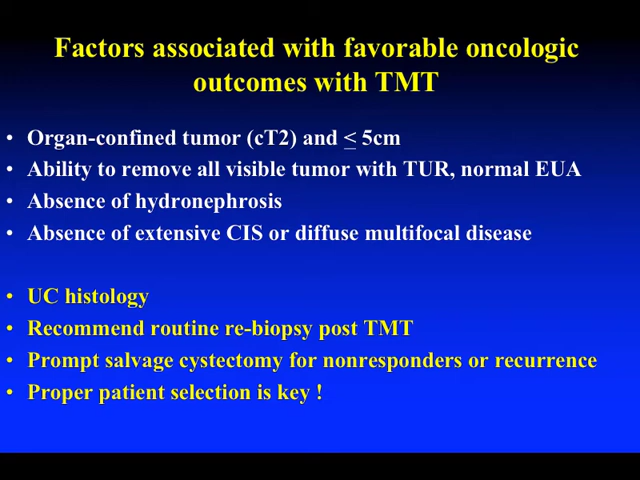 Factors associated with favorable oncologic
outcomes with TMT
• Organ-confined tumor (cT2) and ≤ 5cm
• Ability to remove all visible tumor with TUR, normal EUA
• Absence of hydronephrosis
• Absence of extensive CIS or diffuse multifocal disease
• UC histology
• Recommend routine re-biopsy post TMT
• Prompt salvage cystectomy for nonresponders or recurrence
• Proper patient selection is key !